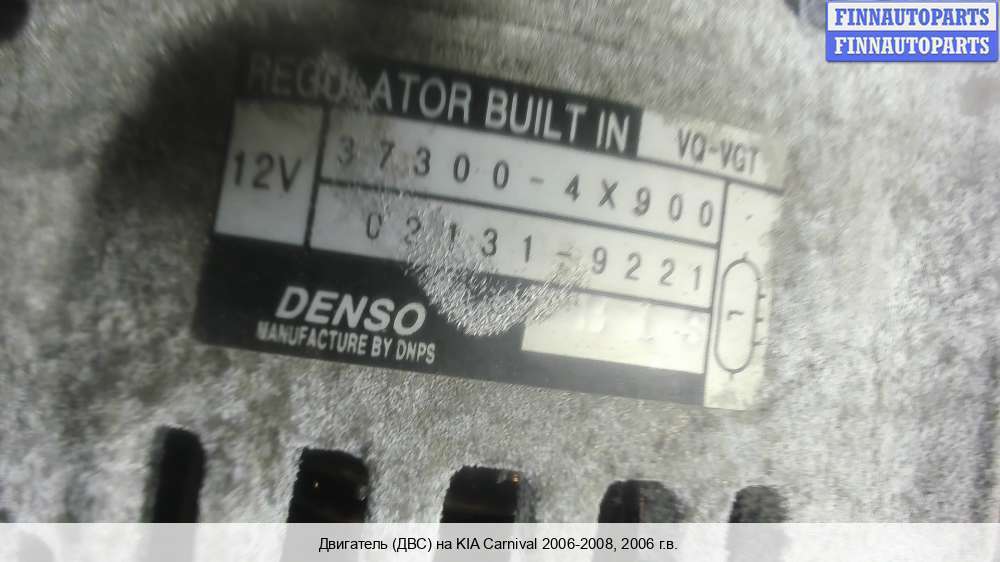 FINNAUTOPARTS
FINNAUTOPARTS
REGULATOR BUILT IN VQ-VGT
12V 37300-4X900
02131-9221
L
DENSO
MANUFACTURE BY DNPS
Двигатель (ДВС) на KIA Carnival 2006-2008, 2006 г.в.